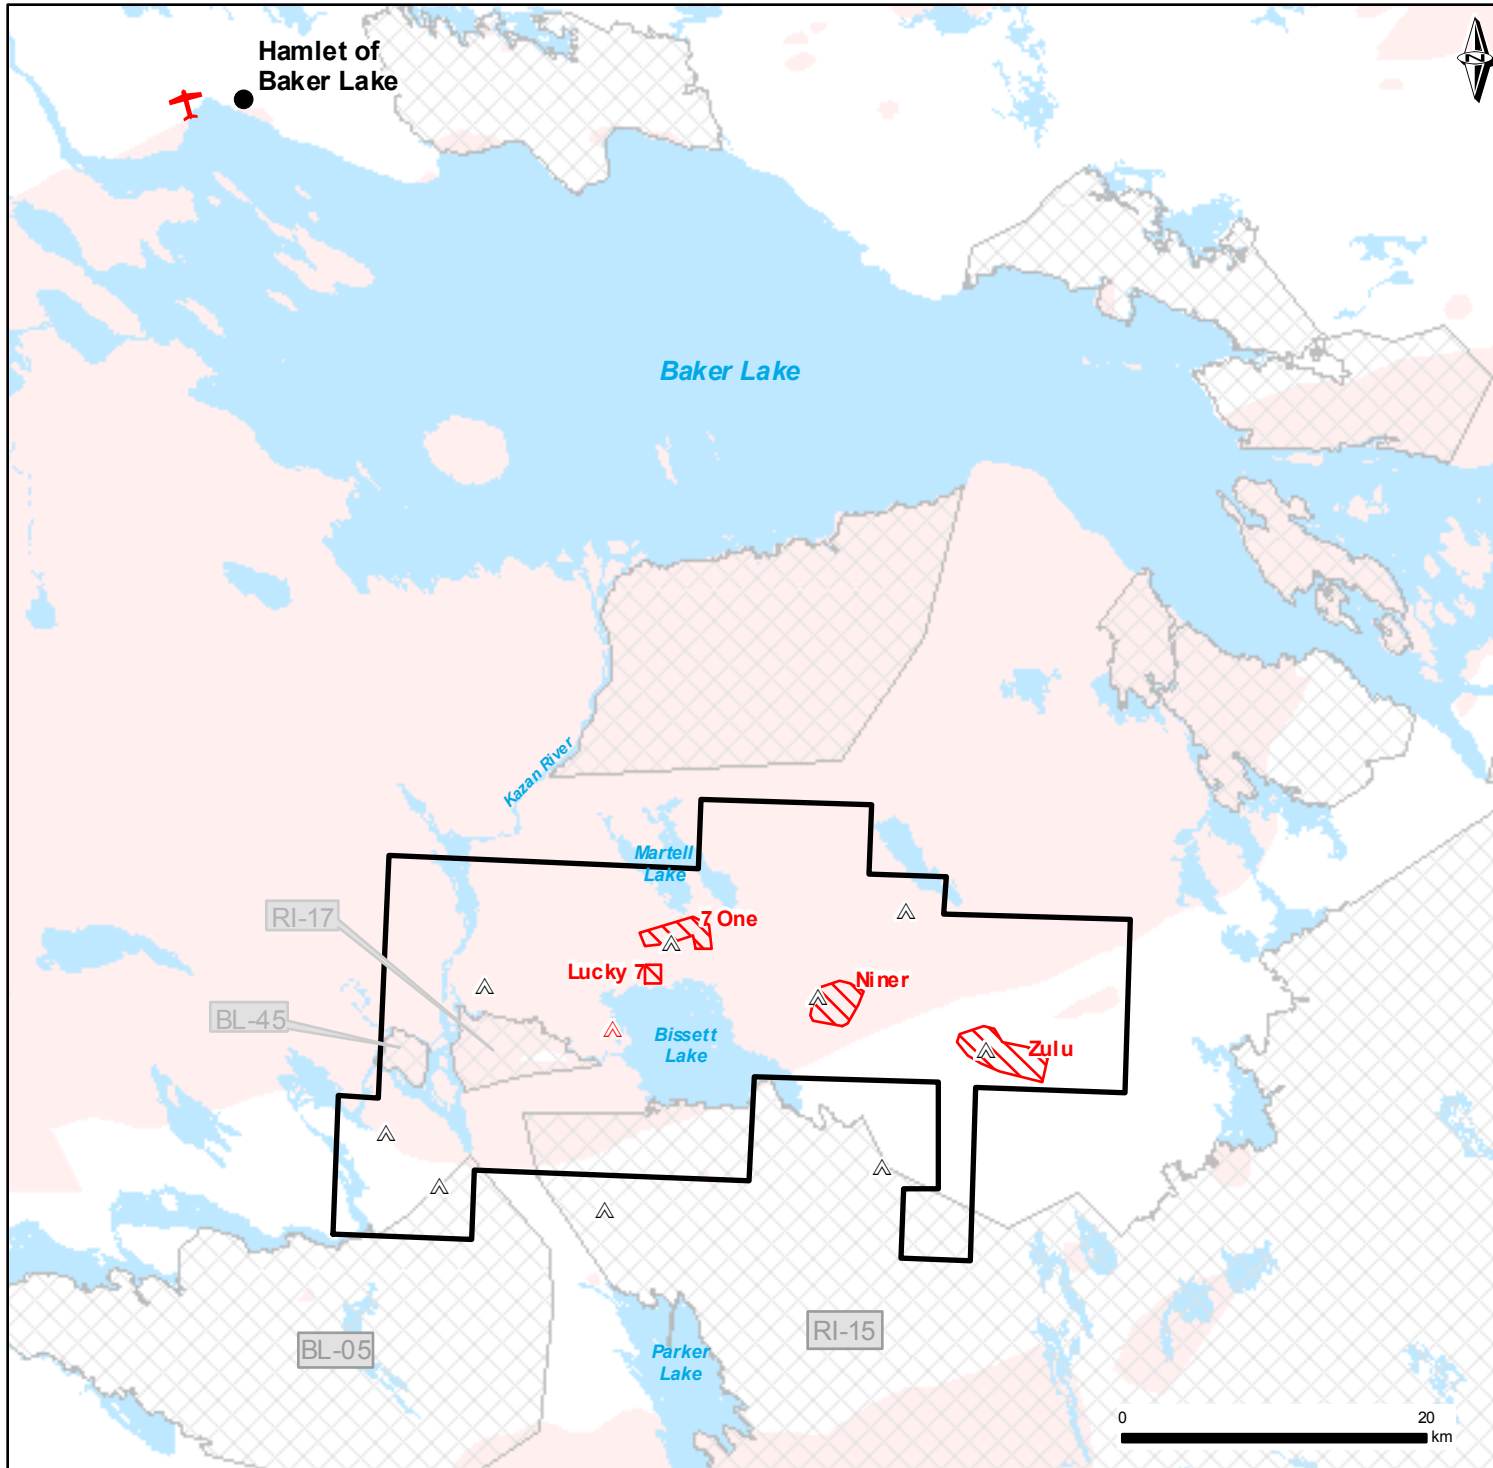 Hamlet of
Baker Lake
N
Baker Lake
Kazan River
Martell
Lake
RI-17
7 One
Lucky 7
Niner
BL-45
Bissett
Lake
Zulu
RI-15
BL-05
Parker
Lake
0 20
km